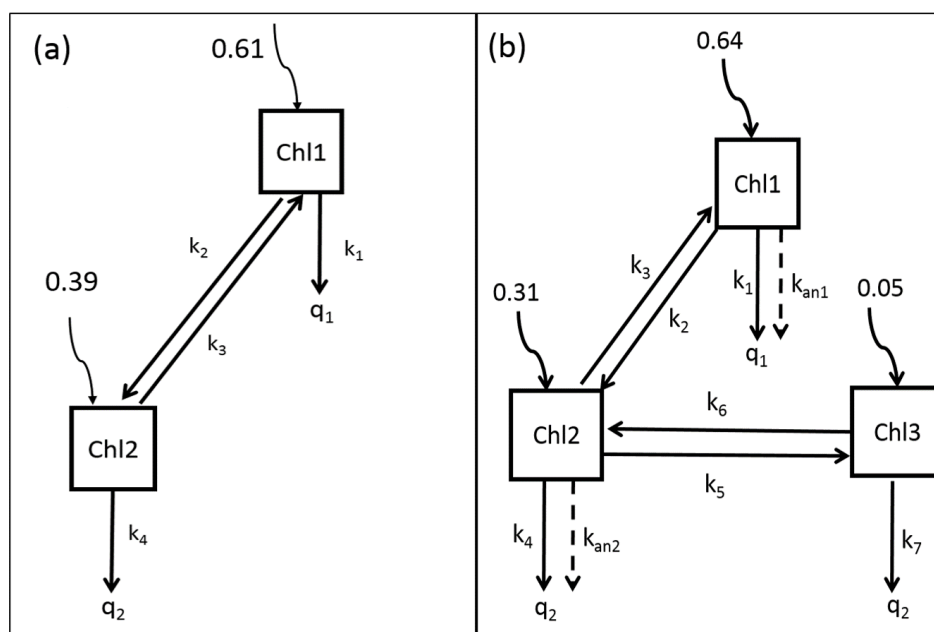 (a)
0.61
Chl1
k2
k1
0.39
k3
q1
Chl2
k4
q2
(b)
0.64
Chl1
k3
0.31
k2
k1
kan1
0.05
q1
k6
Chl2
Chl3
k5
k4
kan2
k7
q2
q2